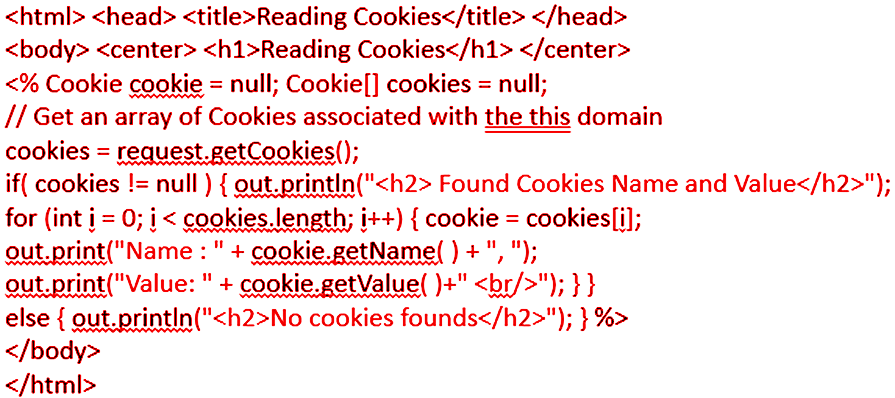 <html> <head> <title>Reading Cookies</title> </head>
<body> <center> <h1>Reading Cookies</h1> </center>
<% Cookie cookie = null; Cookie[] cookies = null;
// Get an array of Cookies associated with the this domain
cookies = request.getCookies();
if( cookies != null ) { out.println("<h2> Found Cookies Name and Value</h2>");
for (int i = 0; i < cookies.length; i++) { cookie = cookies[i];
out.print("Name : " + cookie.getName( ) + ", ");
out.print("Value: " + cookie.getValue( )+" <br/>"); } }
else { out.println("<h2>No cookies founds</h2>"); } %>
</body>
</html>